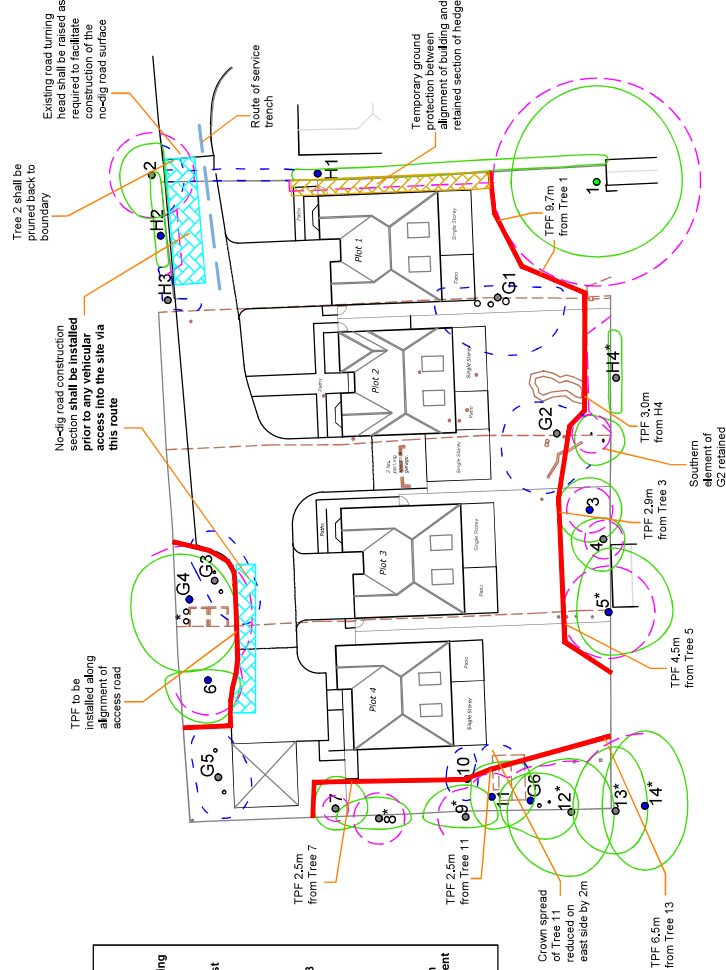 Existing road turning
head shall be raised as
required to facilitate
construction of the
no-dig road surface
Route of service
trench
Temporary ground
protection between
alignment of building and
retained section of hedge
Tree 2 shall be
pruned back to
boundary
2
H2
H3
H1
1
TPF 9.7m
from Tree 1
Paths
Plot 1
Single Storey
Patio
G1
No-dig road construction
section shall be installed
prior to any vehicular
access into the site via
this route
Paths
Plot 2
Single Storey
Patio
H4*
TPF 3.0m
from H4
G2
Southern
element of
G2 retained
2 No.
parking
garage.
Single Storey
3
TPF 2.9m
from Tree 3
4
Paths
Plot 3
Single Storey
Patio
5*
TPF 4.5m
from Tree 5
G3
G4
*
6
TPF to be
installed along
alignment of
access road
Plot 4
Single Storey
Patio
G5
10
7
8*
9*
11
G6
12*
13*
14*
TPF 2.5m
from Tree 7
TPF 2.5m
from Tree 11
Crown spread
of Tree 11
reduced on
east side by 2m
TPF 6.5m
from Tree 13